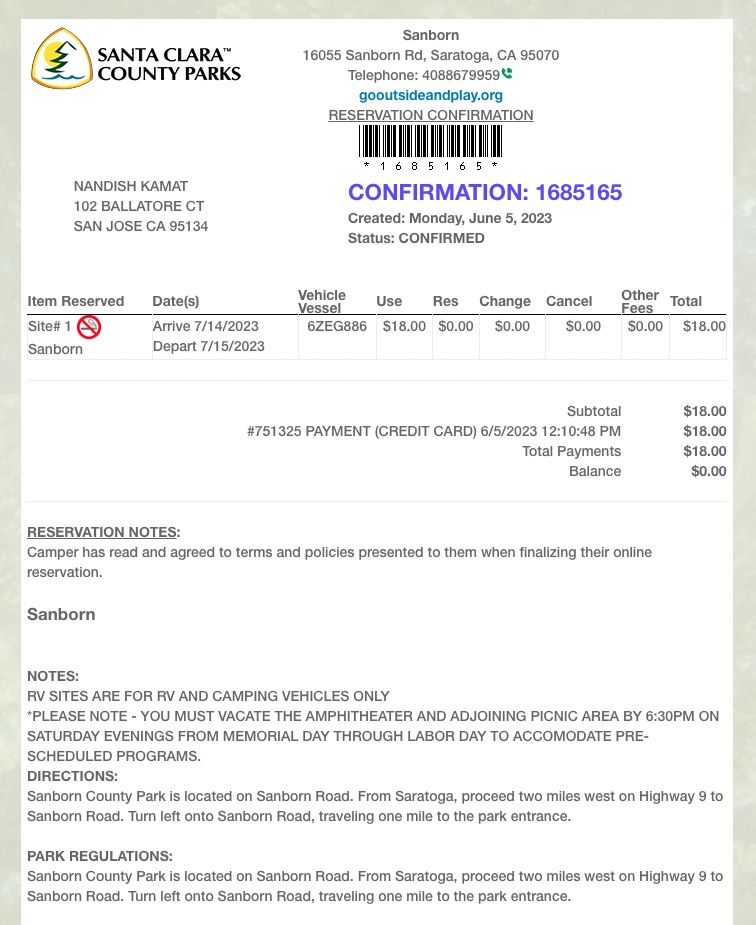 SANTA CLARA™
COUNTY PARKS
Sanborn
16055 Sanborn Rd, Saratoga, CA 95070
Telephone: 4088679959
gooutsideandplay.org
RESERVATION CONFIRMATION
* 1 6 8 5 1 6 5 *
NANDISH KAMAT
102 BALLATORE CT
SAN JOSE CA 95134
CONFIRMATION: 1685165
Created: Monday, June 5, 2023
Status: CONFIRMED
Item Reserved Date(s) Vehicle Vessel Use Res Change Cancel Other Fees Total
Site# 1 Arrive 7/14/2023 6ZEG886 $18.00 $0.00 $0.00 $0.00 $0.00 $18.00
Sanborn Depart 7/15/2023
Subtotal $18.00
#751325 PAYMENT (CREDIT CARD) 6/5/2023 12:10:48 PM $18.00
Total Payments $18.00
Balance $0.00
RESERVATION NOTES:
Camper has read and agreed to terms and policies presented to them when finalizing their online
reservation.
Sanborn
NOTES:
RV SITES ARE FOR RV AND CAMPING VEHICLES ONLY
*PLEASE NOTE - YOU MUST VACATE THE AMPHITHEATER AND ADJOINING PICNIC AREA BY 6:30PM ON
SATURDAY EVENINGS FROM MEMORIAL DAY THROUGH LABOR DAY TO ACCOMODATE PRE-
SCHEDULED PROGRAMS.
DIRECTIONS:
Sanborn County Park is located on Sanborn Road. From Saratoga, proceed two miles west on Highway 9 to
Sanborn Road. Turn left onto Sanborn Road, traveling one mile to the park entrance.
PARK REGULATIONS:
Sanborn County Park is located on Sanborn Road. From Saratoga, proceed two miles west on Highway 9 to
Sanborn Road. Turn left onto Sanborn Road, traveling one mile to the park entrance.